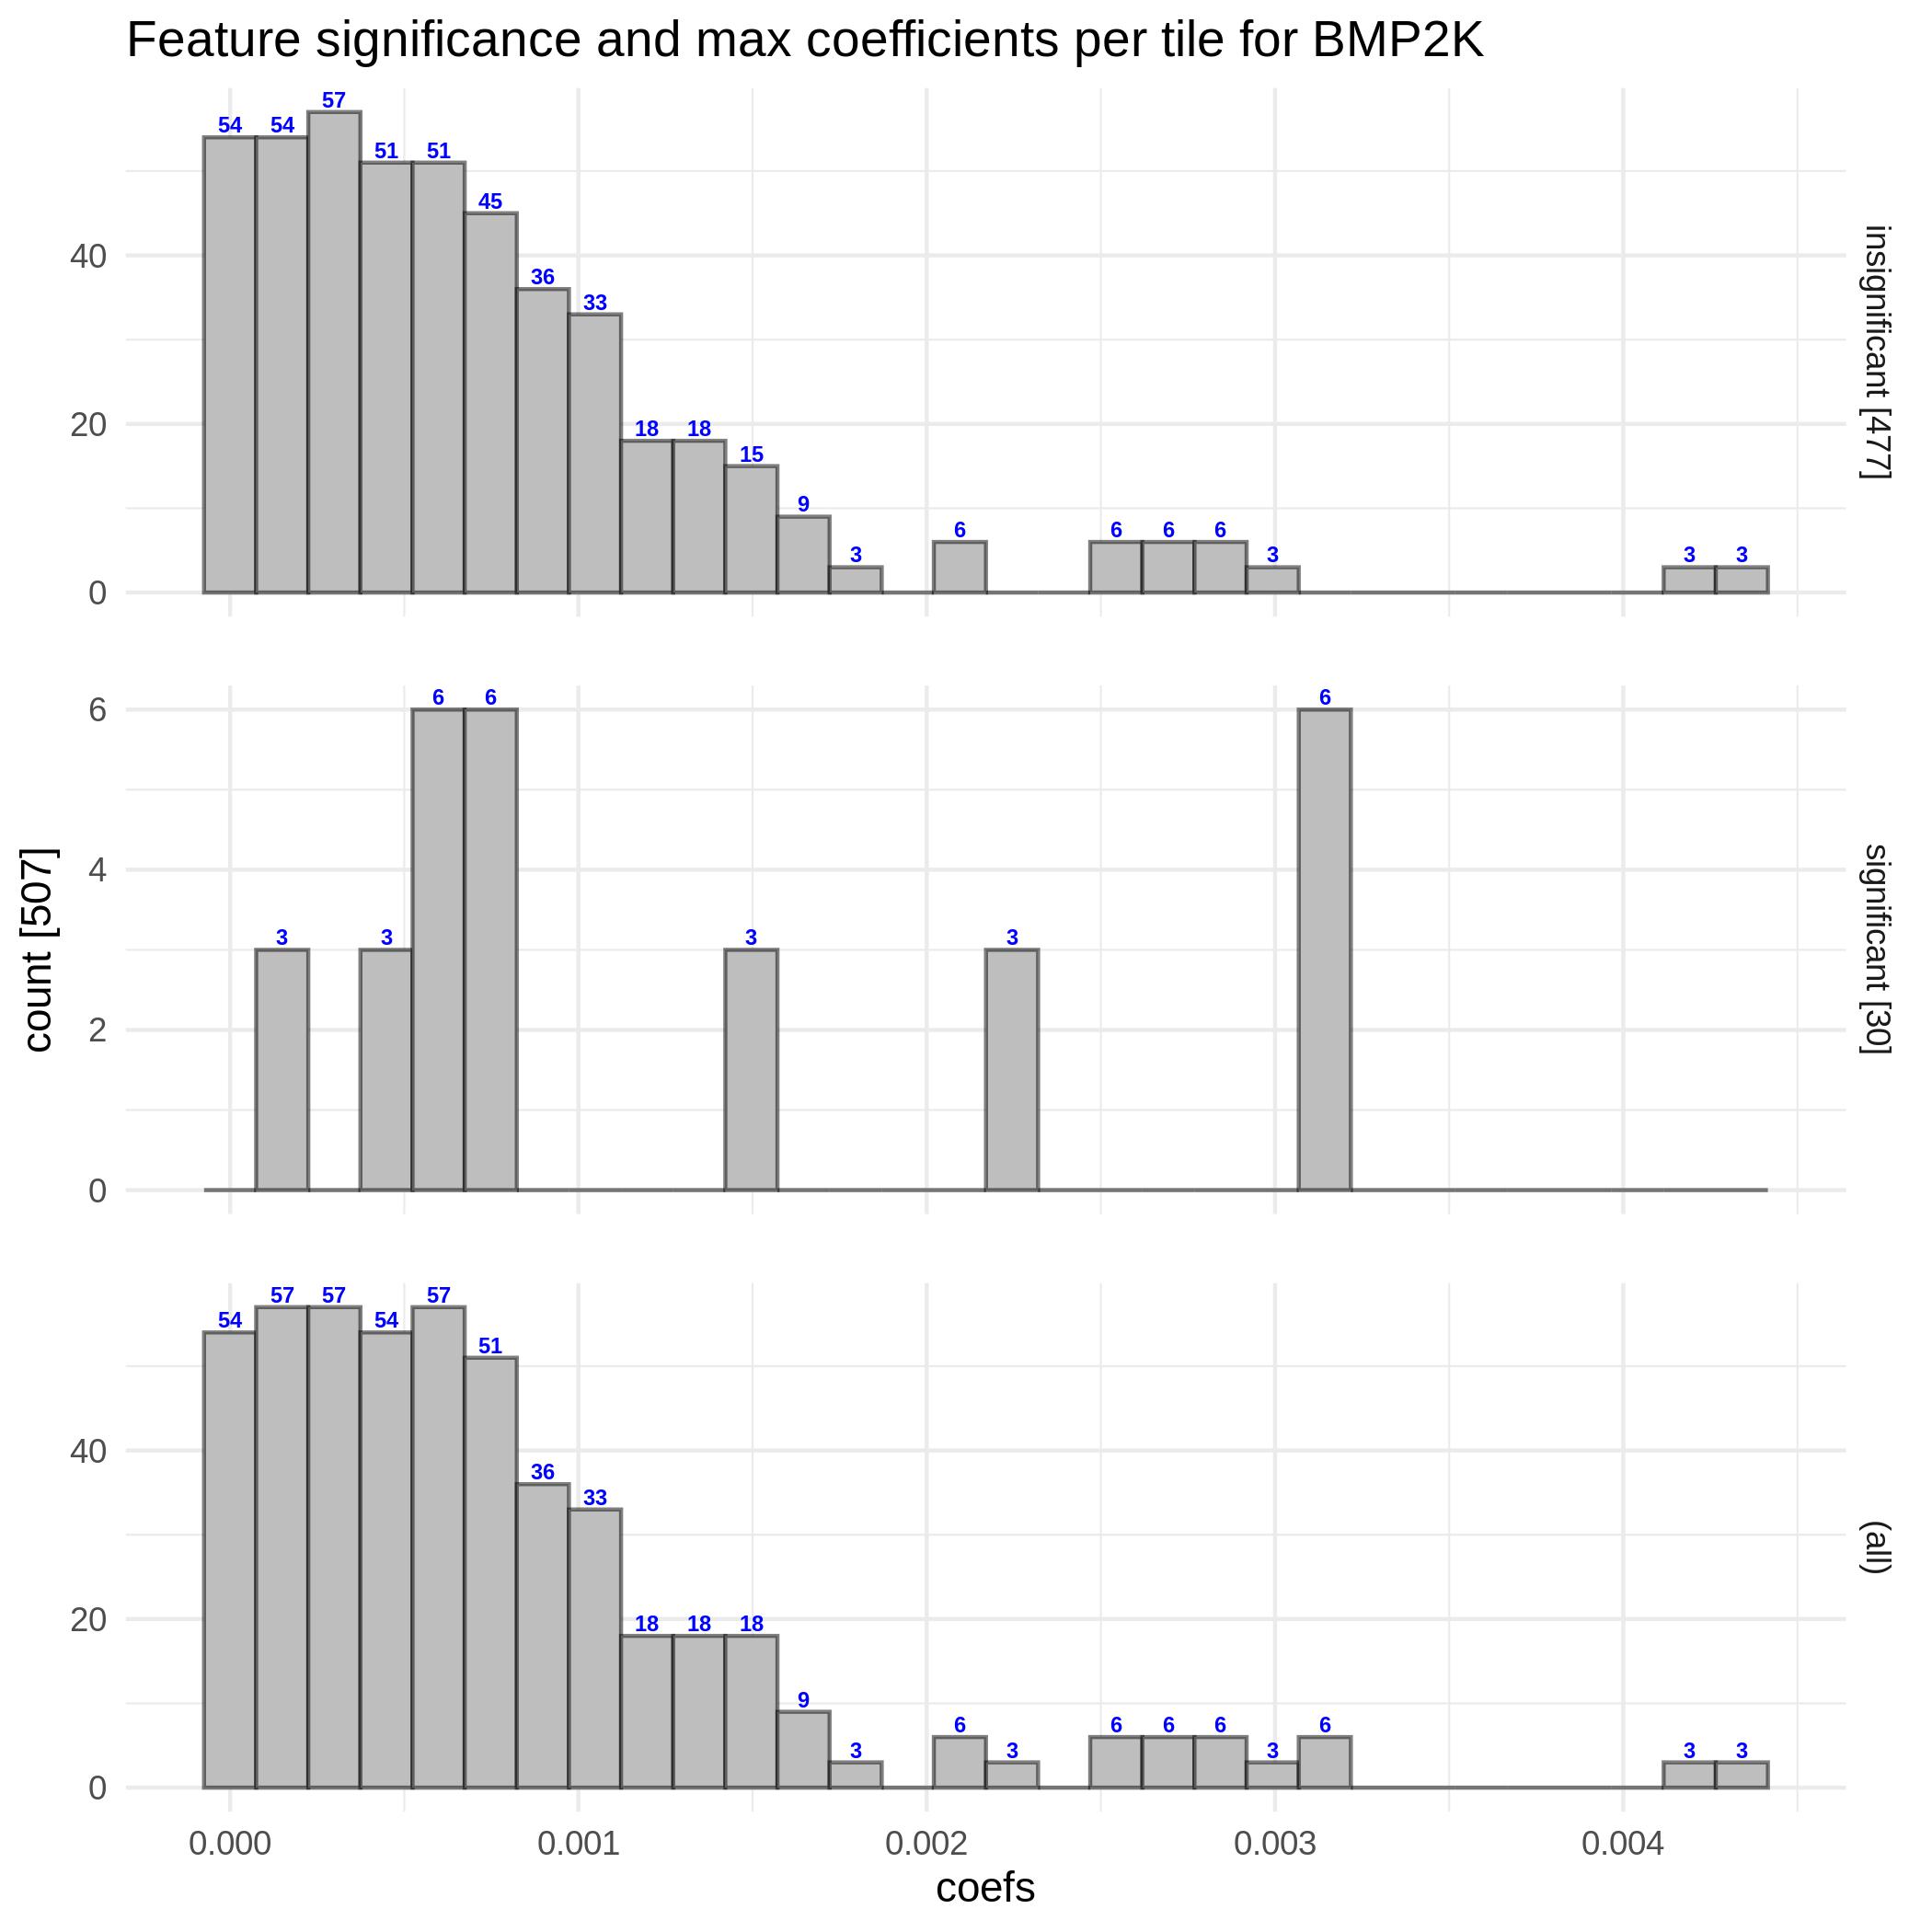 Feature significance and max coefficients per tile for BMP2K
54 54 57 51 51 45 36 33 18 18 15 9 3 6 6 6 6 3 3 3
40
20
0
insignificant [477]
3 3 6 6 3 3 6
6
4
2
0
significant [30]
count [507]
54 57 57 54 57 51 36 33 18 18 18 9 3 6 3 6 6 6 3 6 3 3
40
20
0
(all)
0.000 0.001 0.002 0.003 0.004
coefs